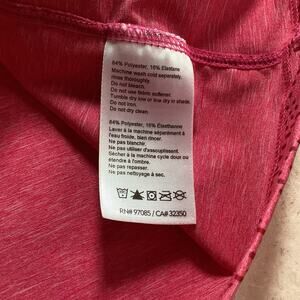 84% Polyester, 16% Elastane
Machine wash cold separately,
rinse thoroughly.
Do not bleach.
Do not use fabric softener.
Tumble dry low or low dry in shade.
Do not iron.
Do not dry clean.
84% Polyester, 16% Elasthanne
Laver à la machine séparément à
l'eau froide, bien rincer.
Ne pas blanchir.
Ne pas utiliser d'assouplissant.
Sécher à la machine cycle doux ou
étendre à l'ombre.
Ne pas repasser.
Ne pas nettoyage à sec.
RN# 97085 / CA# 32350